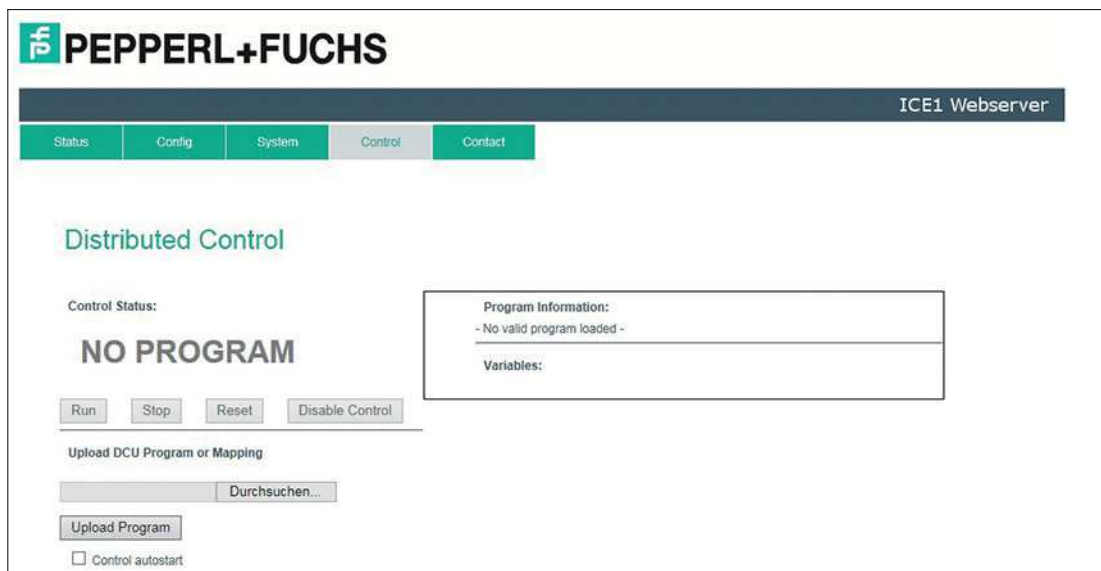 PEPPERL+FUCHS
ICE1 Webserver
Status Config System Control Contact
Distributed Control
Control Status:
NO PROGRAM
Run Stop Reset Disable Control
Upload DCU Program or Mapping
Durchsuchen...
Upload Program
Control autostart
Program Information:
- No valid program loaded -
Variables: